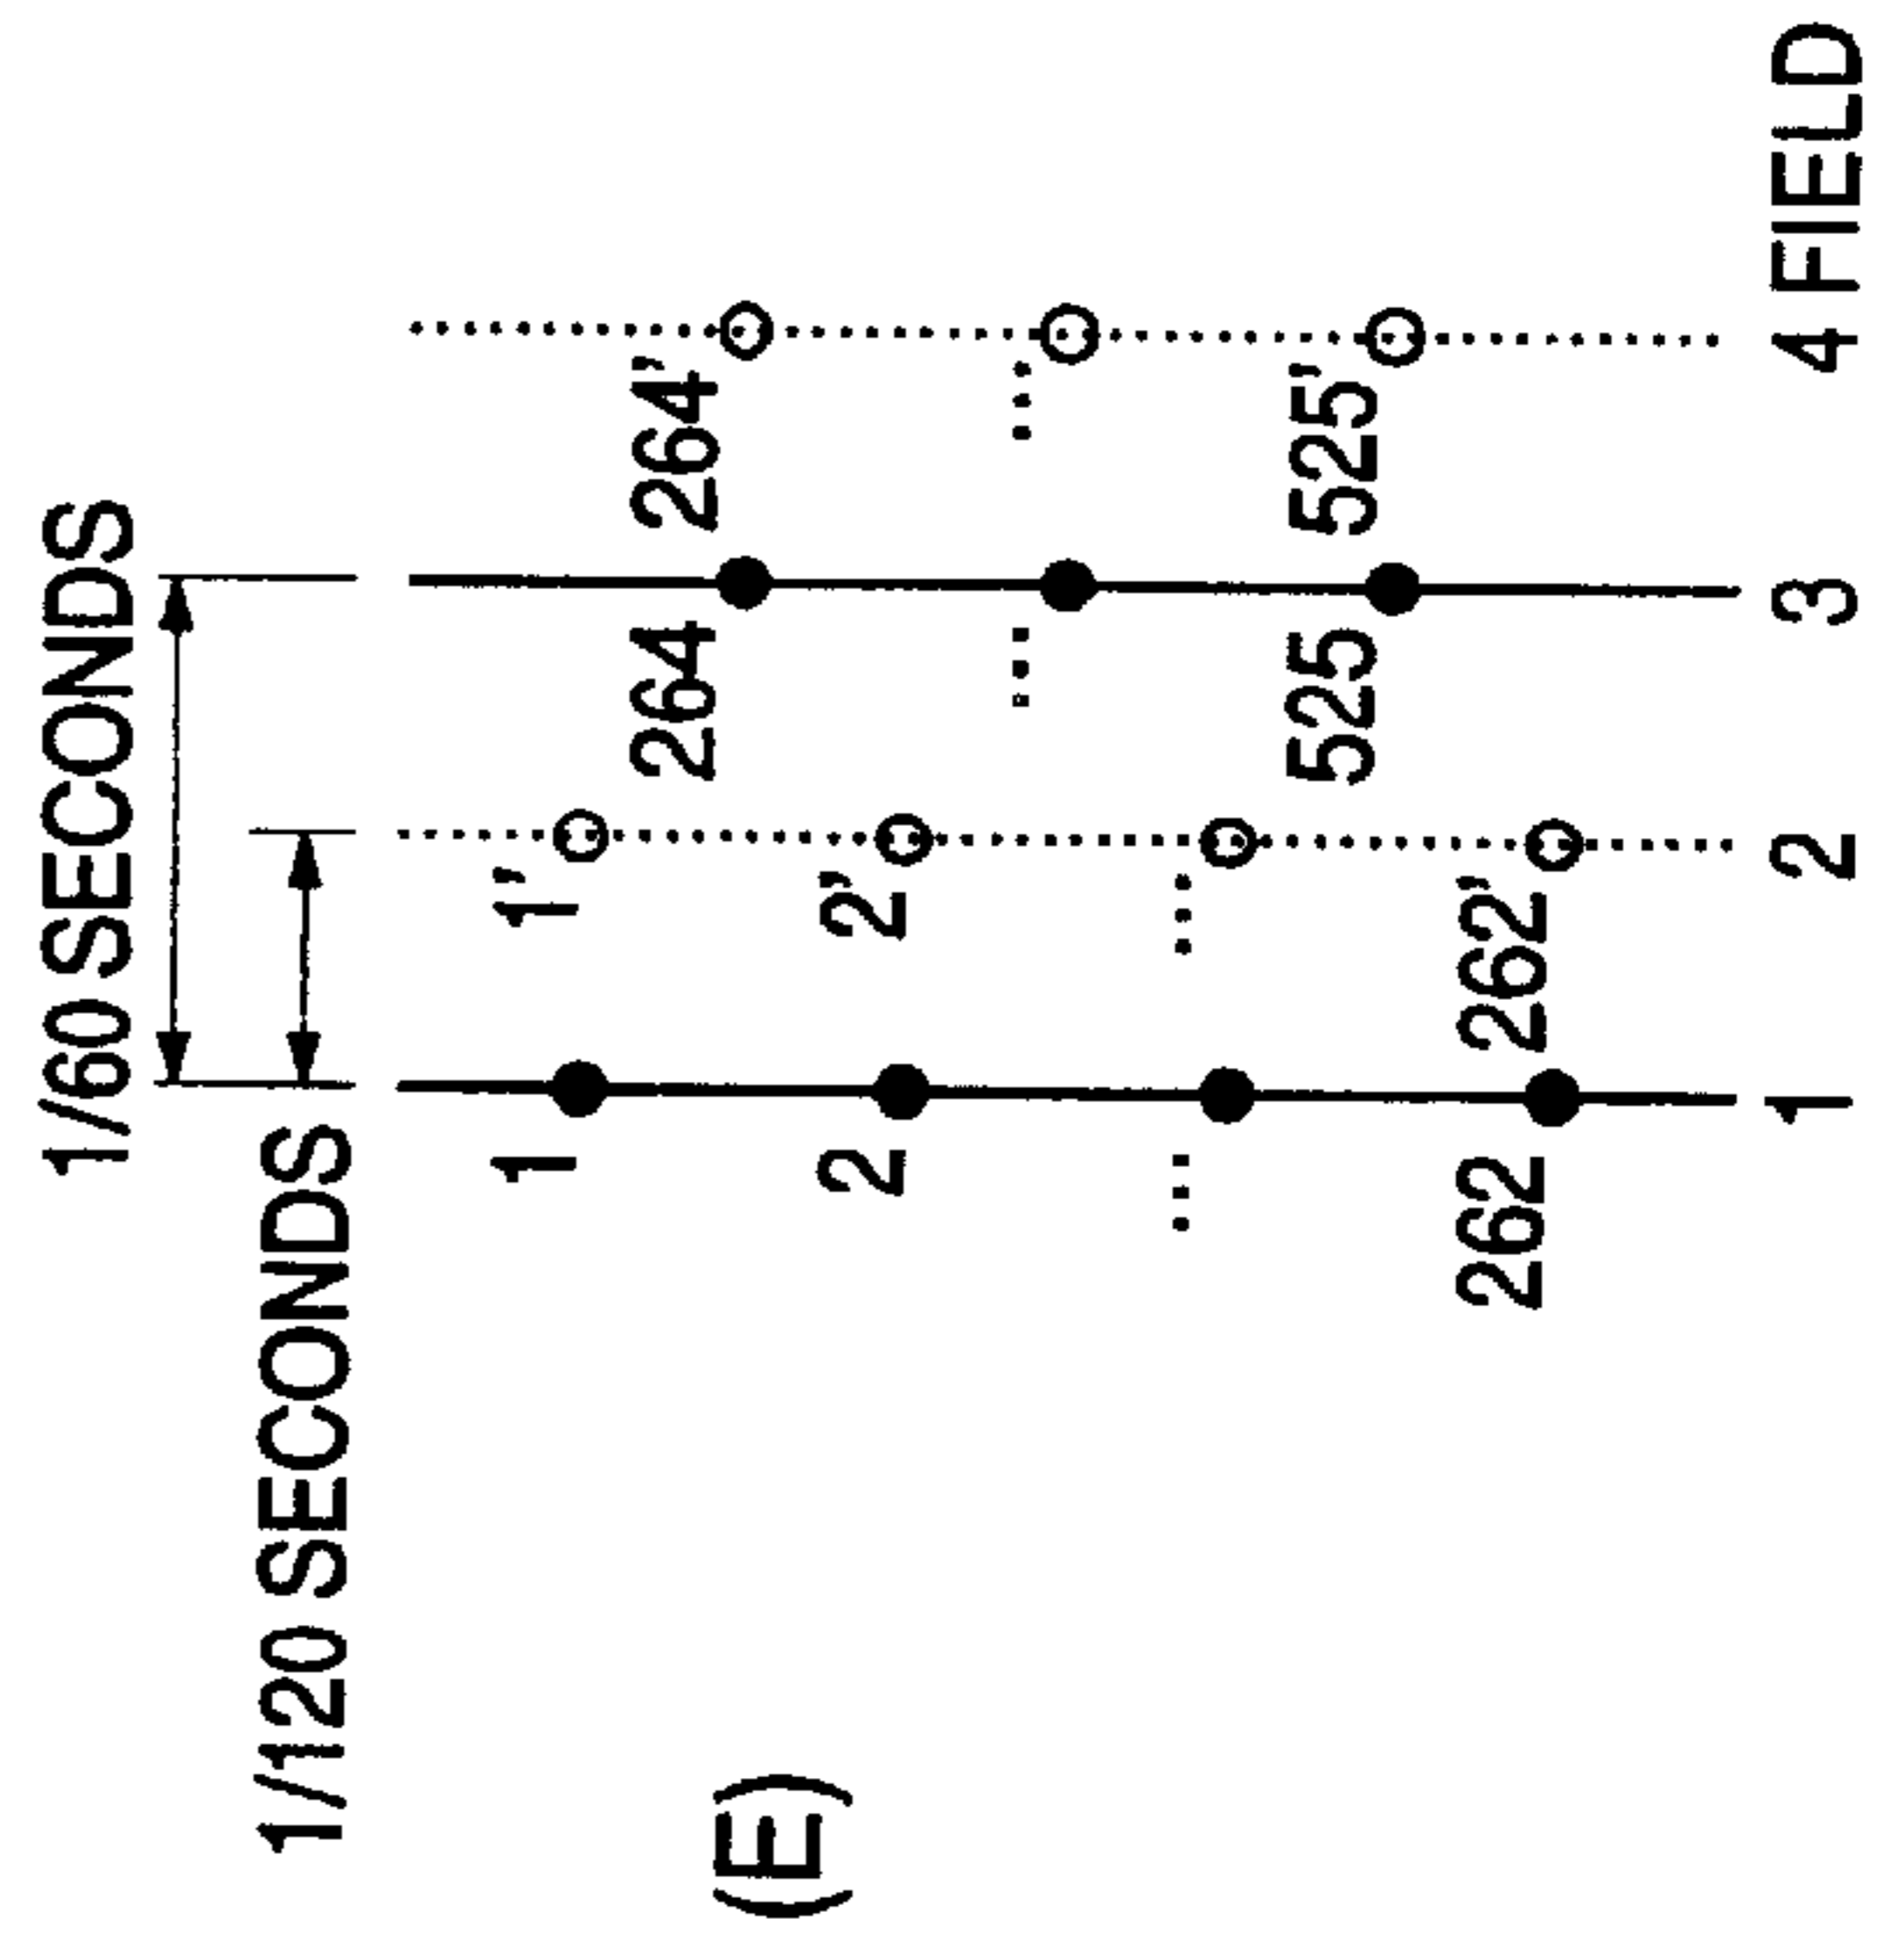 1/60 SECONDS
1/120 SECONDS
(E)
1 1’
264 264’
2 2’
... ... ... ...
525 525’
262 262’
1 2 3 4 FIELD